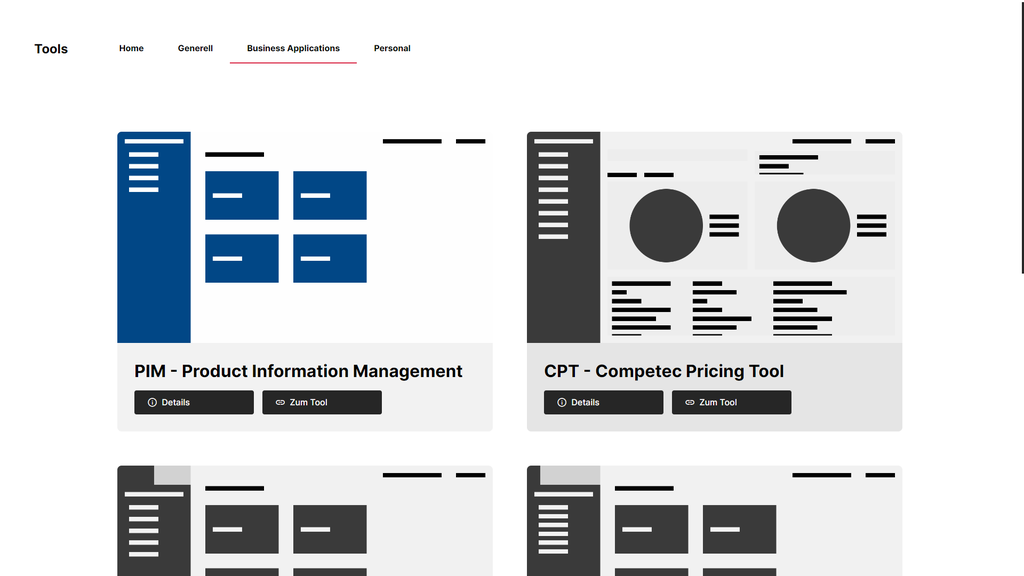 Tools
Home
Generell
Business Applications
Personal
PIM - Product Information Management
Details
Zum Tool
CPT - Competec Pricing Tool
Details
Zum Tool